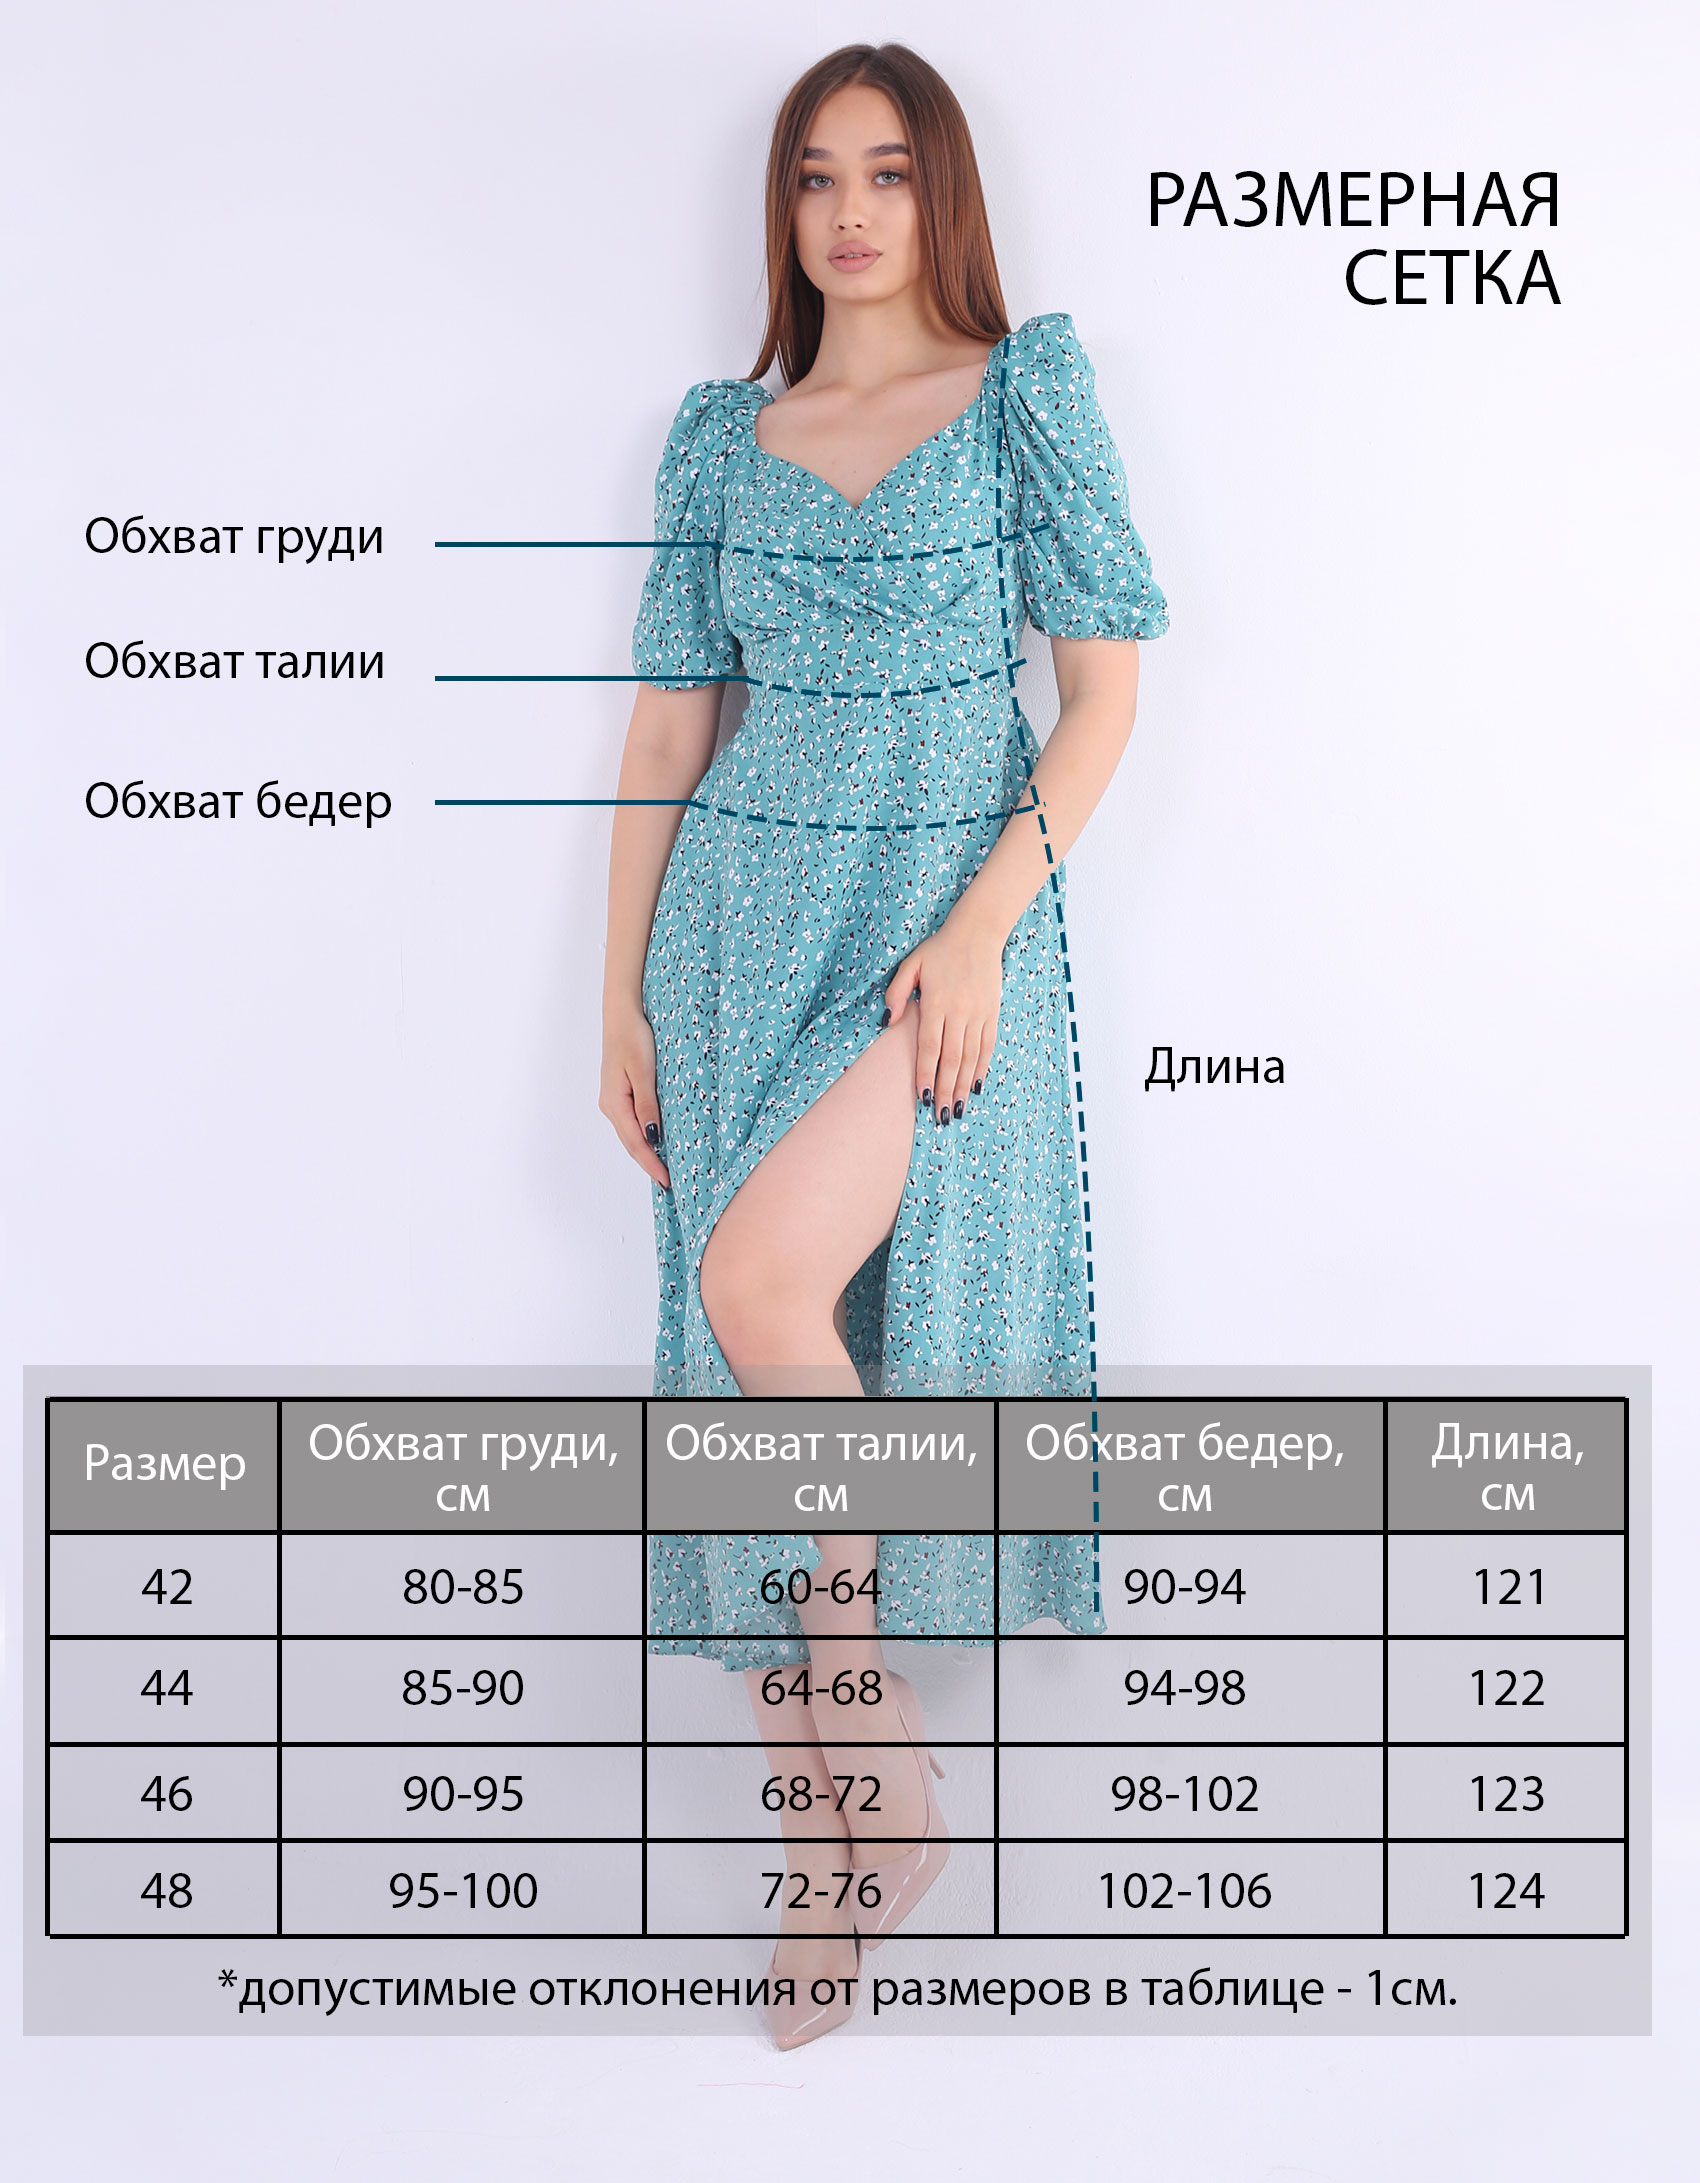 РАЗМЕРНАЯ
СЕТКА
Обхват груди
Обхват талии
Обхват бедер
Длина
Размер Обхват груди, см Обхват талии, см Обхват бедер, см Длина, см
42 80-85 60-64 90-94 121
44 85-90 64-68 94-98 122
46 90-95 68-72 98-102 123
48 95-100 72-76 102-106 124
*допустимые отклонения от размеров в таблице - 1см.